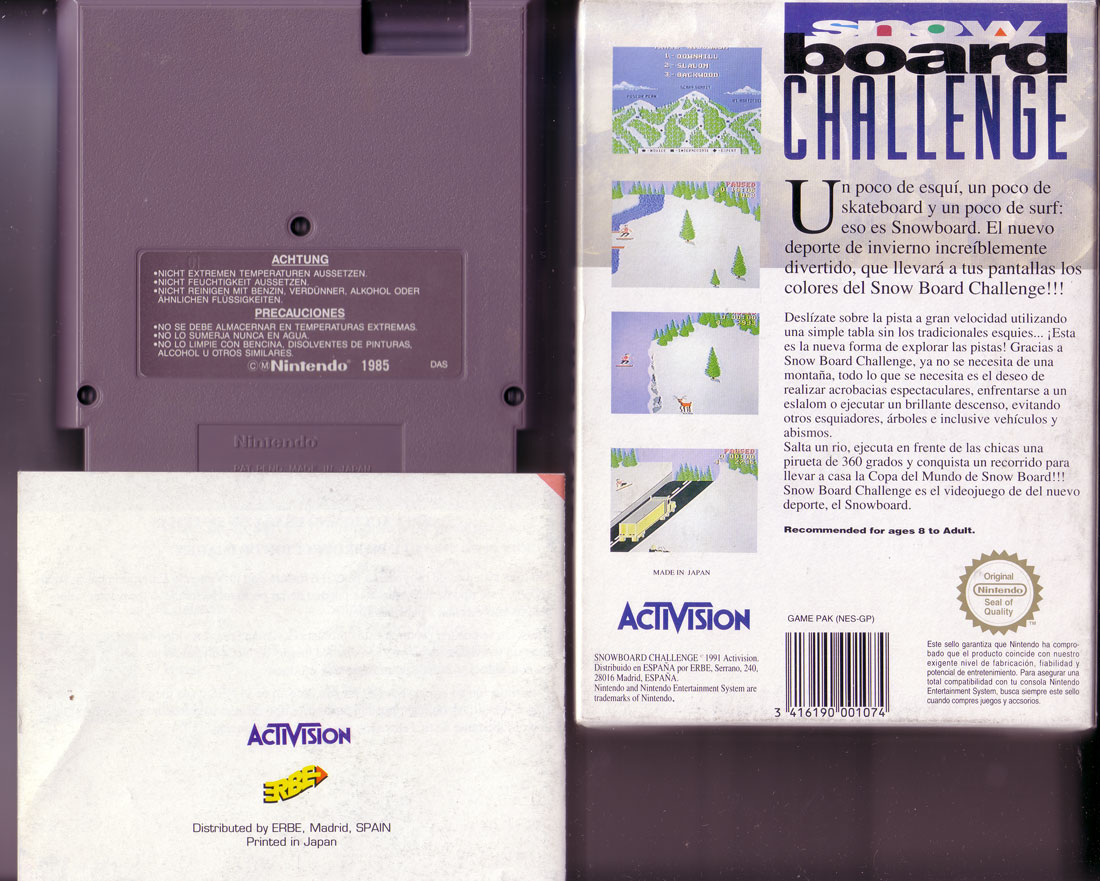 ACHTUNG
•NICHT EXTREMEN TEMPERATUREN AUSSETZEN.
•NICHT FEUCHTIGKEIT AUSSETZEN.
•NICHT REINIGEN MIT BENZIN, VERDÜNNER, ALKOHOL ODER
ÄHNLICHEN FLÜSSIGKEITEN.
PRECAUCIONES
•NO SE DEBE ALMACERNAR EN TEMPERATURAS EXTREMAS.
•NO LO SUMERJA NUNCA EN AGUA.
•NO LO LIMPIE CON BENCINA, DISOLVENTES DE PINTURAS,
ALCOHOL U OTROS SIMILARES.
©ⓂNintendo® 1985 DAS
Nintendo
PAT. PEND. MADE IN JAPAN
ACTIVISION
ERBE
Distributed by ERBE, Madrid, SPAIN
Printed in Japan
snow
board
CHALLENGE
1.-DOWNHILL
2.-SLALOM
3.-BACKWOOD
PAUSED
PAUSED
Un poco de esquí, un poco de
skateboard y un poco de surf:
eso es Snowboard. El nuevo
deporte de invierno increíblemente
divertido, que llevará a tus pantallas los
colores del Snow Board Challenge!!!
Deslízate sobre la pista a gran velocidad utilizando
una simple tabla sin los tradicionales esquies... ¡Esta
es la nueva forma de explorar las pistas! Gracias a
Snow Board Challenge, ya no se necesita de una
montaña, todo lo que se necesita es el deseo de
realizar acrobacias espectaculares, enfrentarse a un
eslalom o ejecutar un brillante descenso, evitando
otros esquiadores, árboles e inclusive vehículos y
abismos.
Salta un rio, ejecuta en frente de las chicas una
pirueta de 360 grados y conquista un recorrido para
llevar a casa la Copa del Mundo de Snow Board!!!
Snow Board Challenge es el videojuego de del nuevo
deporte, el Snowboard.
Recommended for ages 8 to Adult.
MADE IN JAPAN
ACTIVISION
SNOWBOARD CHALLENGE © 1991 Activision.
Distribuido en ESPAÑA por ERBE, Serrano, 240,
28016 Madrid, ESPAÑA.
Nintendo and Nintendo Entertainment System are
trademarks of Nintendo.
GAME PAK (NES-GP)
3 416190 001074
Original
Nintendo
Seal of
Quality
TM
Este sello garantiza que Nintendo ha compro-
bado que el producto coincide con nuestro
exigente nivel de fabricación, fiabilidad y
potencial de entretenimiento. Para asegurar una
total compatibilidad con tu consola Nintendo
Entertainment System, busca siempre este sello
cuando compres juegos y accsorios.